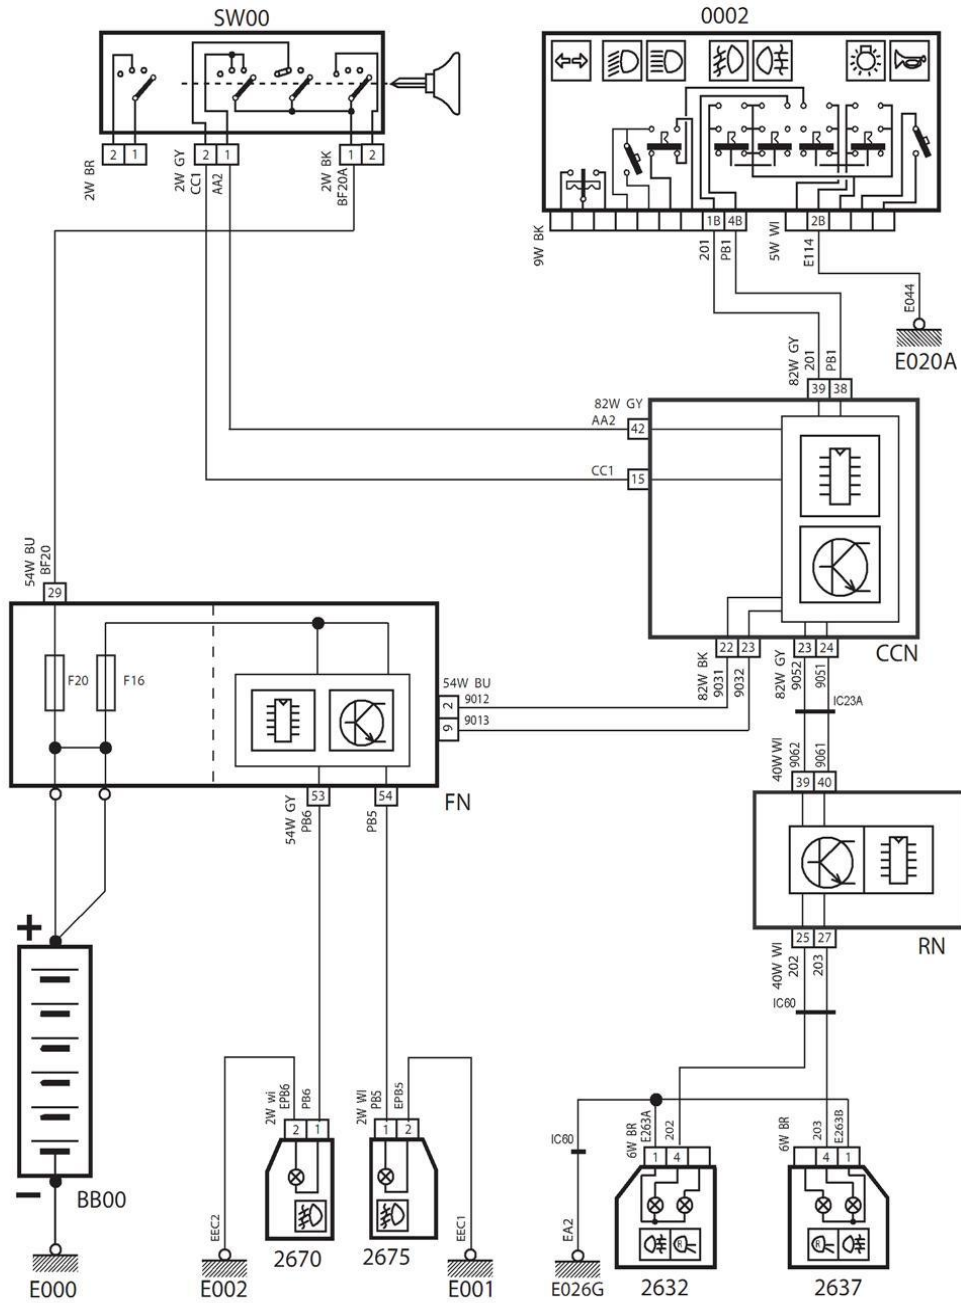 SW00
0002
2
1
2
1
1
2
2W BR
2W GY
CC1
AA2
2W BK
BF20A
1B
4B
2B
9W BK
201
PB1
5W WI
E114
E044
E020A
82W GY
201
PB1
39
38
82W GY
AA2
42
CC1
15
54W BU
BF20
29
F20
F16
22
23
23
24
CCN
82W BK
9031
9032
82W GY
9052
9051
54W BU
2
9012
9
9013
IC23A
40W WI
9062
9061
39
40
53
54
FN
54W GY
PB6
PB5
25
27
RN
40W WI
202
203
IC60
+
2W wi
EPB6
PB6
2W WI
PB5
EPB5
2
1
1
2
IC60
6W BR
E263A
202
6W BR
203
E263B
1
4
4
1
–
BB00
EEC2
EEC1
EA2
R
R
E000
E002
2670
2675
E001
E026G
2632
2637